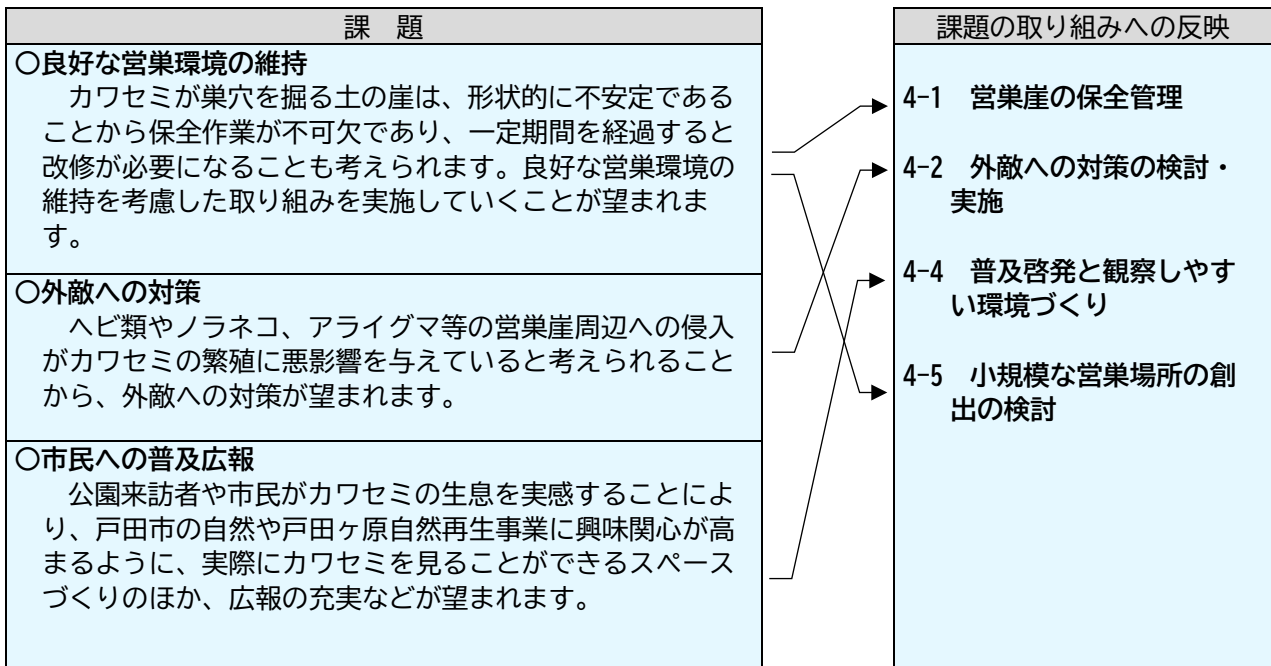 課　題
〇良好な営巣環境の維持
　カワセミが巣穴を掘る土の崖は、形状的に不安定である
ことから保全作業が不可欠であり、一定期間を経過すると
改修が必要になることも考えられます。良好な営巣環境の
維持を考慮した取り組みを実施していくことが望まれま
す。
〇外敵への対策
　ヘビ類やノラネコ、アライグマ等の営巣崖周辺への侵入
がカワセミの繁殖に悪影響を与えていると考えられること
から、外敵への対策が望まれます。
〇市民への普及広報
　公園来訪者や市民がカワセミの生息を実感することによ
り、戸田市の自然や戸田ヶ原自然再生事業に興味関心が高
まるように、実際にカワセミを見ることができるスペース
づくりのほか、広報の充実などが望まれます。
課題の取り組みへの反映
4-1　営巣崖の保全管理
4-2　外敵への対策の検討・
実施
4-4　普及啓発と観察しやす
い環境づくり
4-5　小規模な営巣場所の創
出の検討